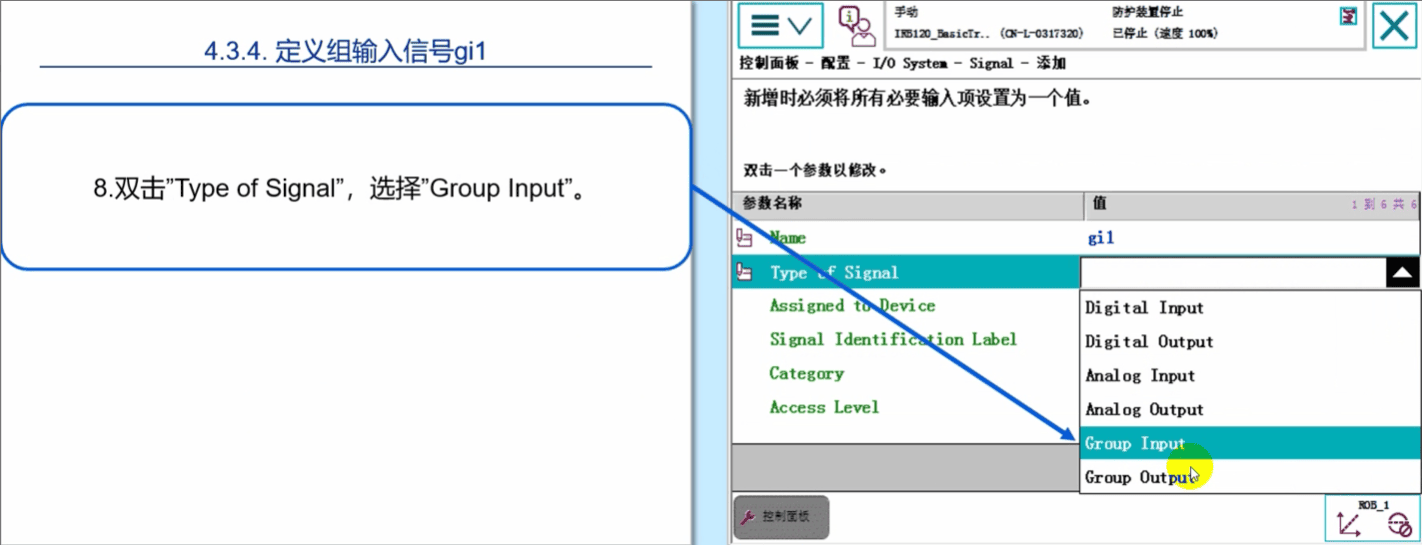 4.3.4. 定义组输入信号gi1
8.双击”Type of Signal”，选择”Group Input”。
手动
防护装置停止
IRB120_BasicTr.. (CN-L-0317320)
已停止 (速度 100%)
控制面板 - 配置 - I/O System - Signal - 添加
新增时必须将所有必要输入项设置为一个值。
双击一个参数以修改。
参数名称
值
1 到 6 共 6
Name
gi1
Type of Signal
Assigned to Device
Digital Input
Signal Identification Label
Digital Output
Category
Analog Input
Access Level
Analog Output
Group Input
Group Output
控制面板
ROB_1